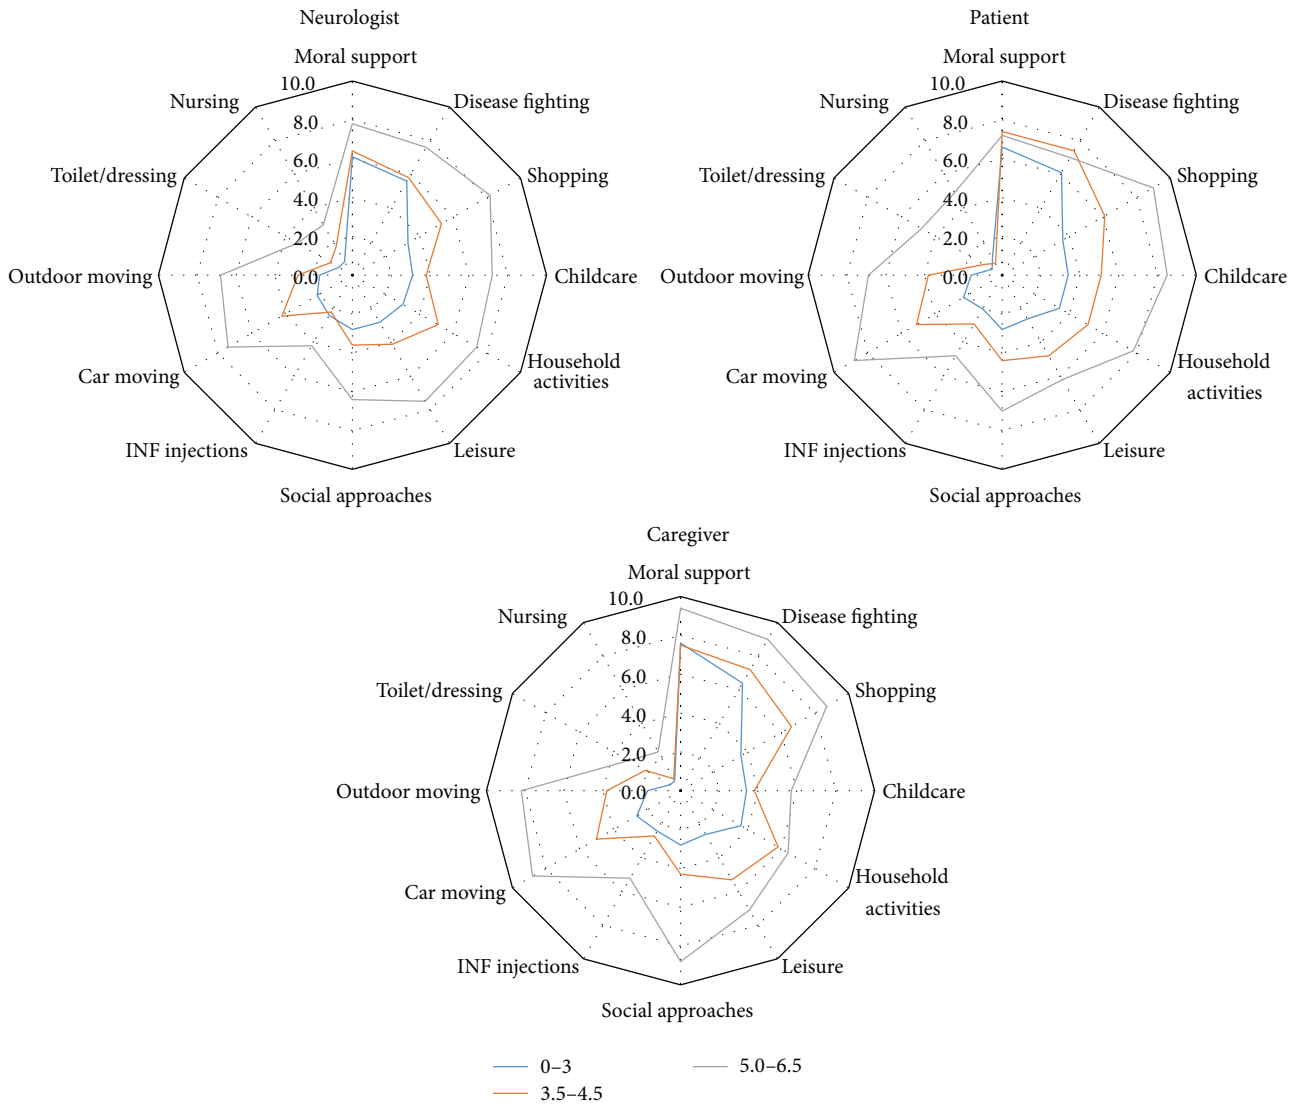 Neurologist
Moral support
10.0
Nursing
Disease fighting
8.0
6.0
Toilet/dressing
Shopping
4.0
2.0
Outdoor moving
0.0
Childcare
Car moving
Household
activities
INF injections
Leisure
Social approaches
Patient
Moral support
10.0
Nursing
Disease fighting
8.0
6.0
Toilet/dressing
Shopping
4.0
2.0
Outdoor moving
0.0
Childcare
Car moving
Household
activities
INF injections
Leisure
Social approaches
Caregiver
Moral support
10.0
Nursing
Disease fighting
8.0
6.0
Toilet/dressing
Shopping
4.0
2.0
Outdoor moving
0.0
Childcare
Car moving
Household
activities
INF injections
Leisure
Social approaches
0–3
3.5–4.5
5.0–6.5